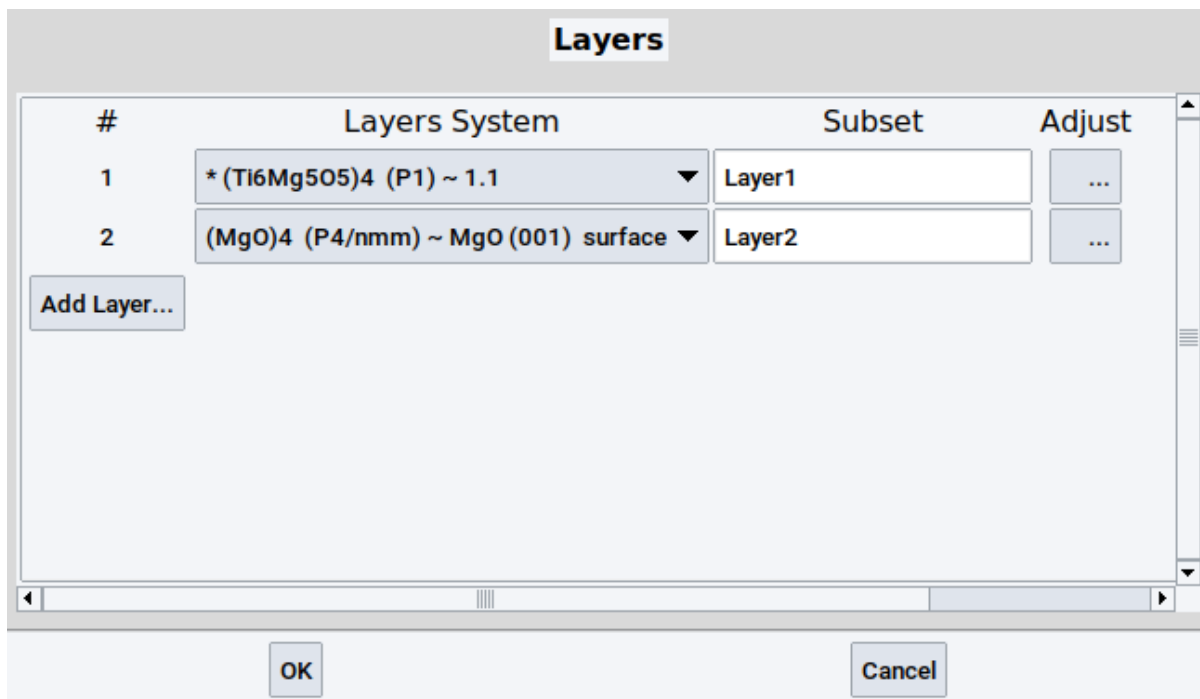 Layers
# Layers System Subset Adjust
1 * (Ti6Mg5O5)4 (P1) ~ 1.1 Layer1 ...
2 (MgO)4 (P4/nmm) ~ MgO (001) surface Layer2 ...
Add Layer...
OK Cancel